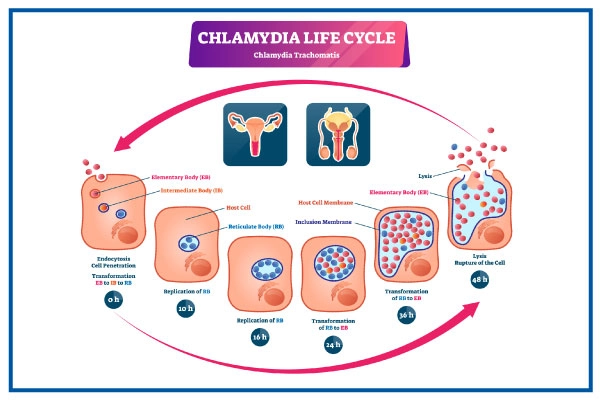 CHLAMYDIA LIFE CYCLE
Chlamydia Trachomatis
Elementary Body (EB)
Intermediate Body (IB)
Host Cell
Reticulate Body (RB)
Host Cell Membrane
Inclusion Membrane
Lysis
Elementary Body (EB)
Endocytosis
Cell Penetration
Transformation
EB to IB to RB
0 h
Replication of RB
10 h
Replication of RB
16 h
Transformation
of RB to EB
24 h
Transformation
of RB to EB
36 h
Lysis
Rupture of the Cell
48 h